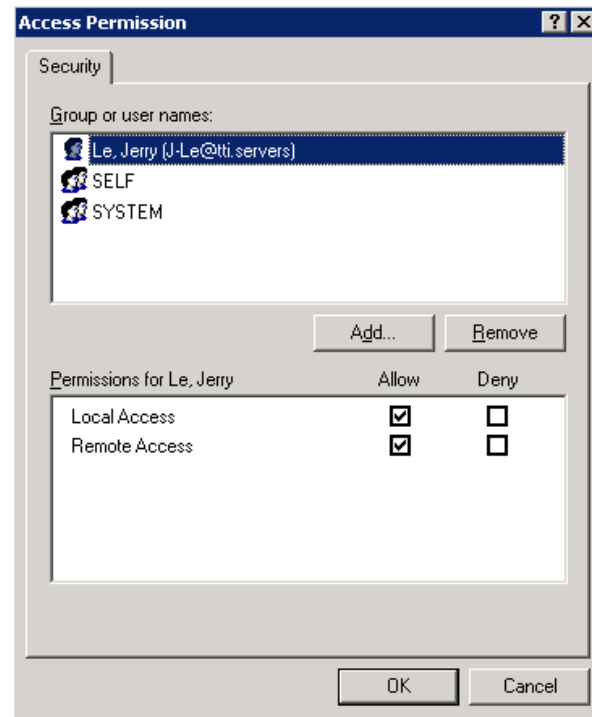 Access Permission
Security
Group or user names:
Le, Jerry (J-Le@tti.servers)
SELF
SYSTEM
Add... Remove
Permissions for Le, Jerry Allow Deny
Local Access
Remote Access
OK Cancel